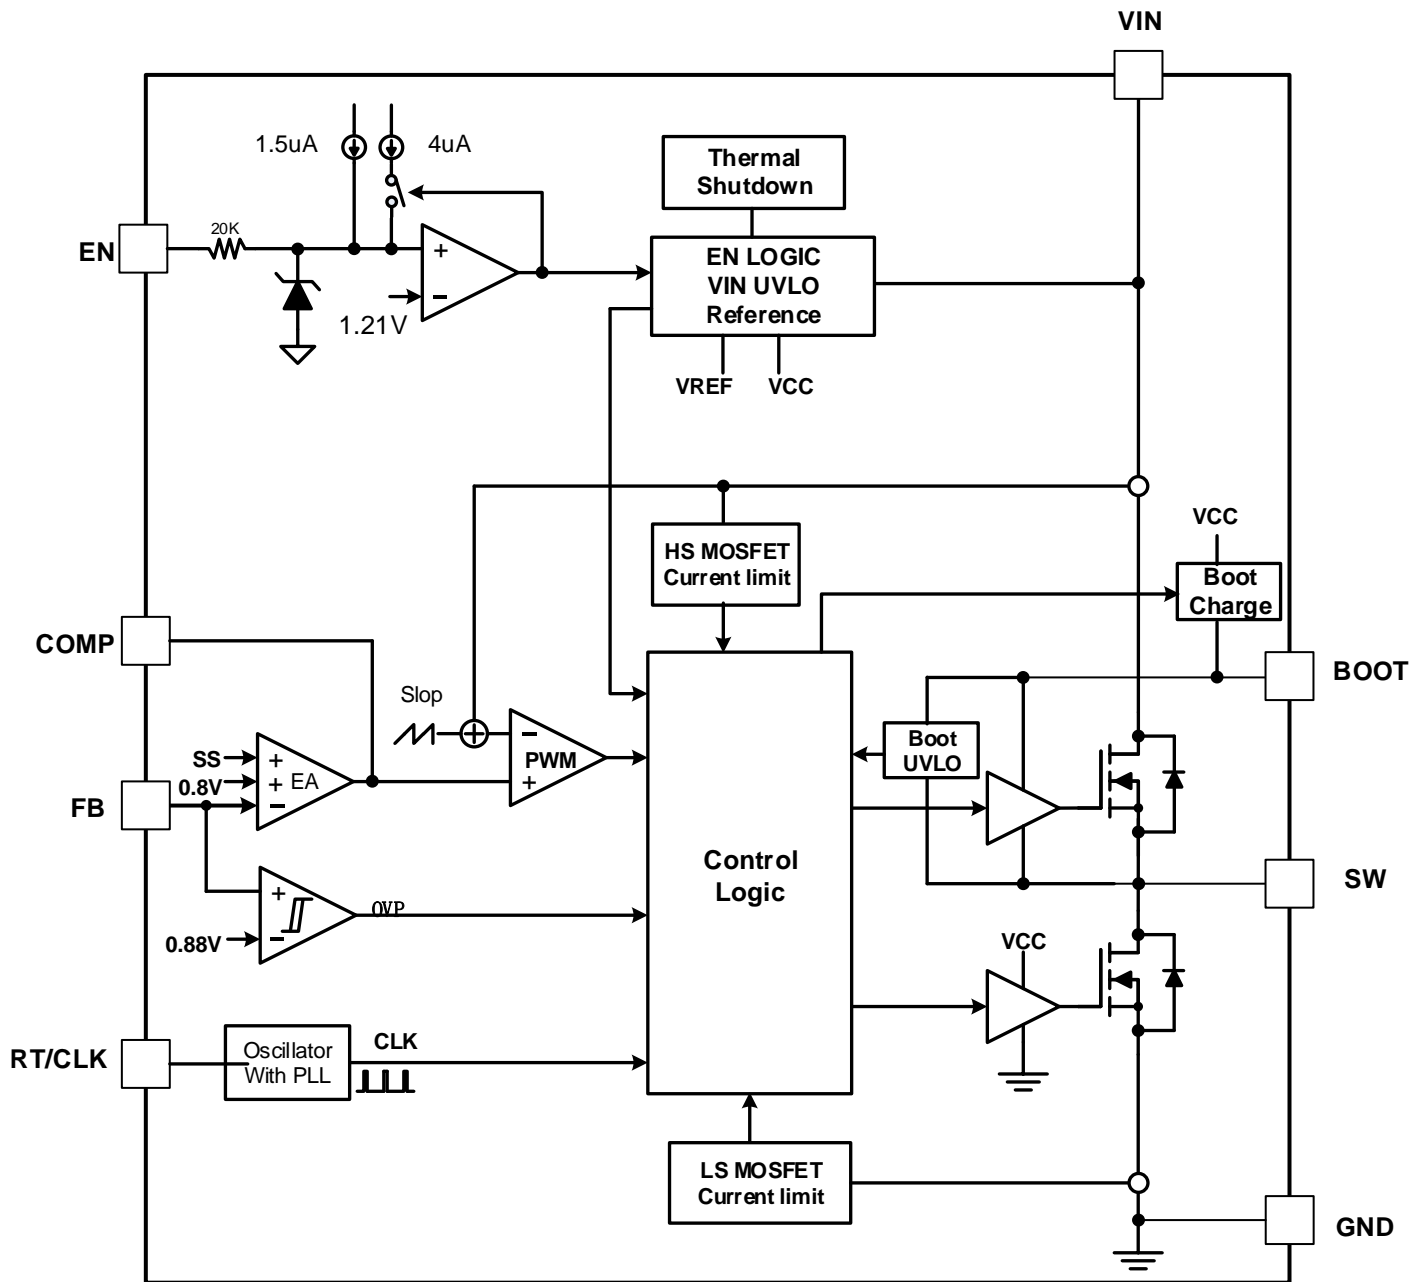 VIN
1.5uA
4uA
Thermal
Shutdown
20K
EN
EN LOGIC
VIN UVLO
Reference
1.21V
VREF
VCC
VCC
HS MOSFET
Current limit
Boot
Charge
COMP
BOOT
Slop
SS
EA
0.8V
PWM
Boot
UVLO
FB
Control
Logic
SW
OVP
0.88V
VCC
RT/CLK
Oscillator
With PLL
CLK
LS MOSFET
Current limit
GND